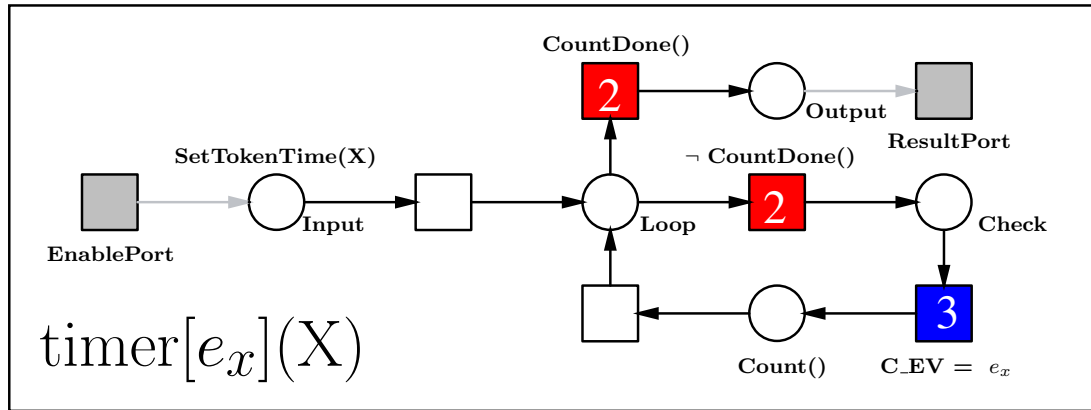 CountDone()
2
Output
ResultPort
SetTokenTime(X)
¬ CountDone()
2
Input
Loop
Check
EnablePort
3
timer[e_x](X)
Count()
C_EV = e_x